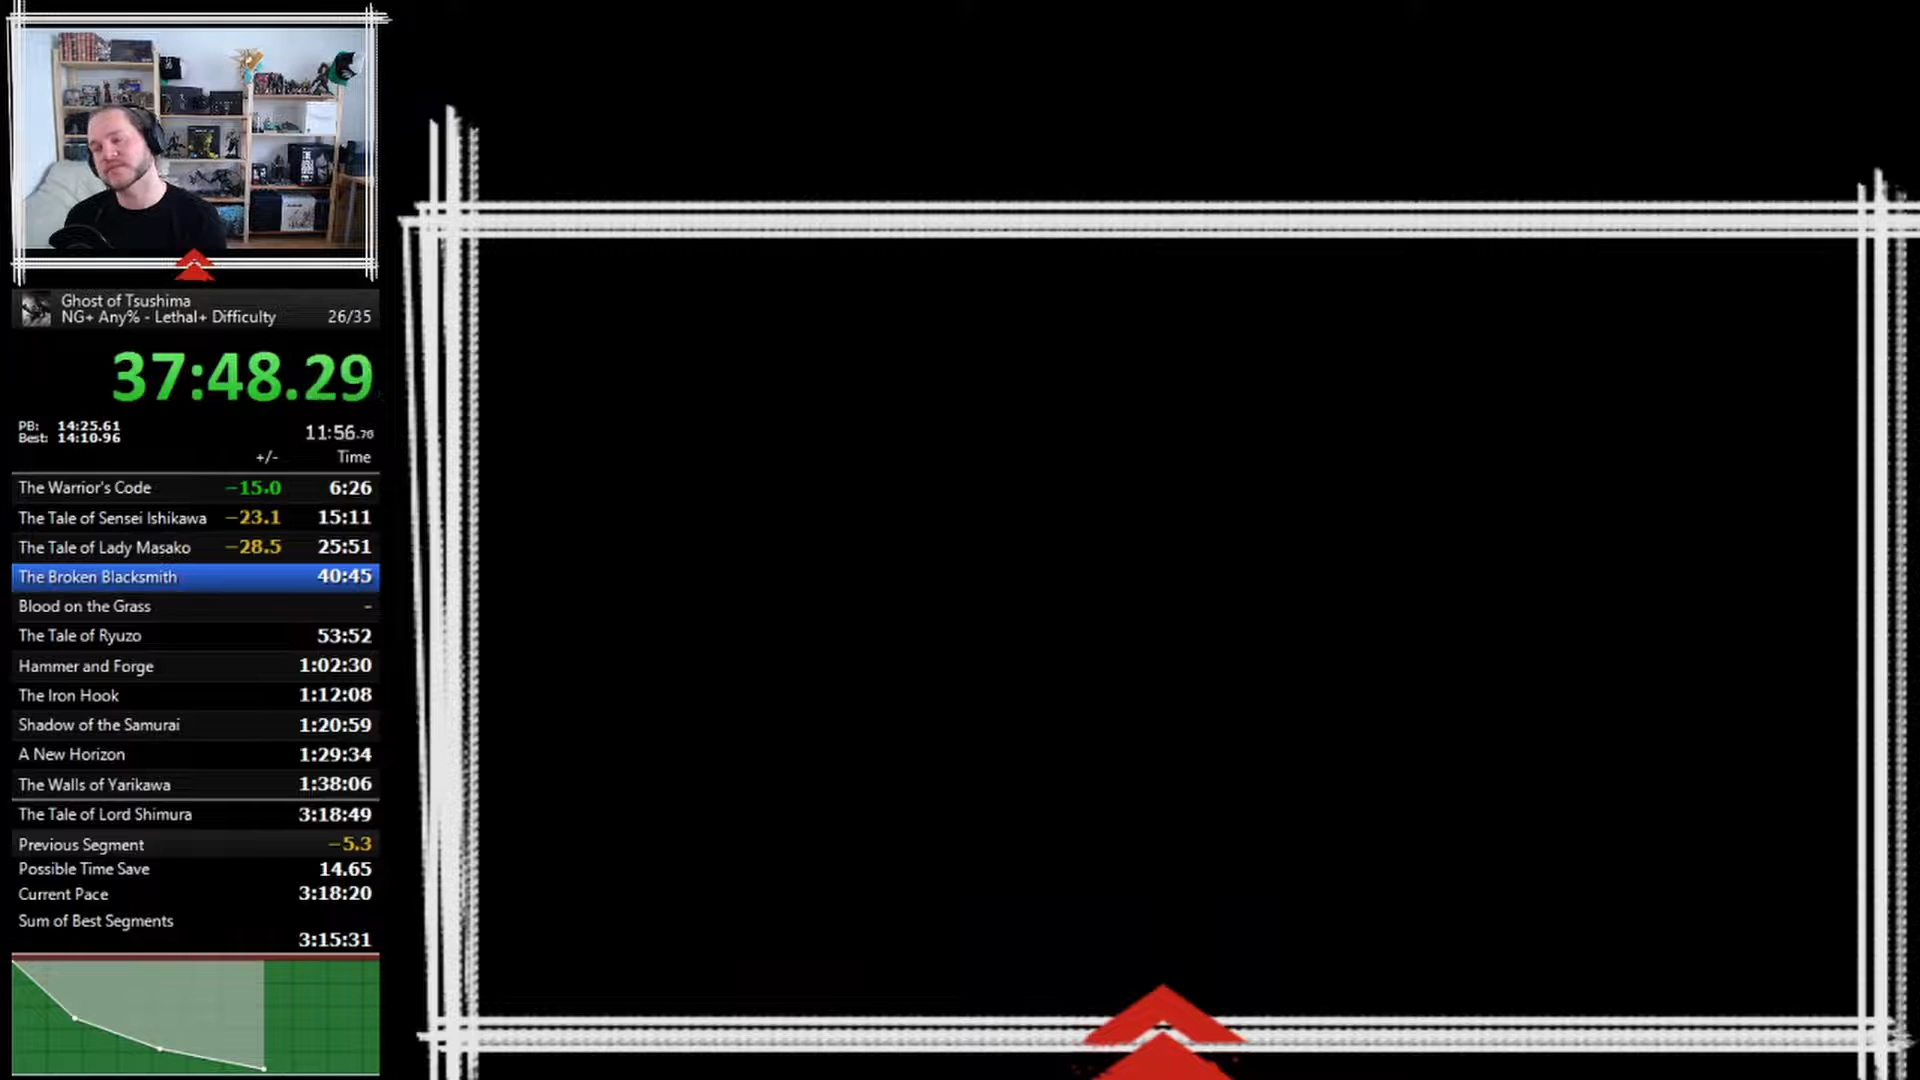 Ghost of Tsushima
NG+ Any% - Lethal+ Difficulty 26/35
37:48.29
PB: 14:25.61
Best: 14:10.96 11:56.76
+/- Time
The Warrior's Code −15.0 6:26
The Tale of Sensei Ishikawa −23.1 15:11
The Tale of Lady Masako −28.5 25:51
The Broken Blacksmith 40:45
Blood on the Grass -
The Tale of Ryuzo 53:52
Hammer and Forge 1:02:30
The Iron Hook 1:12:08
Shadow of the Samurai 1:20:59
A New Horizon 1:29:34
The Walls of Yarikawa 1:38:06
The Tale of Lord Shimura 3:18:49
Previous Segment −5.3
Possible Time Save 14.65
Current Pace 3:18:20
Sum of Best Segments
3:15:31